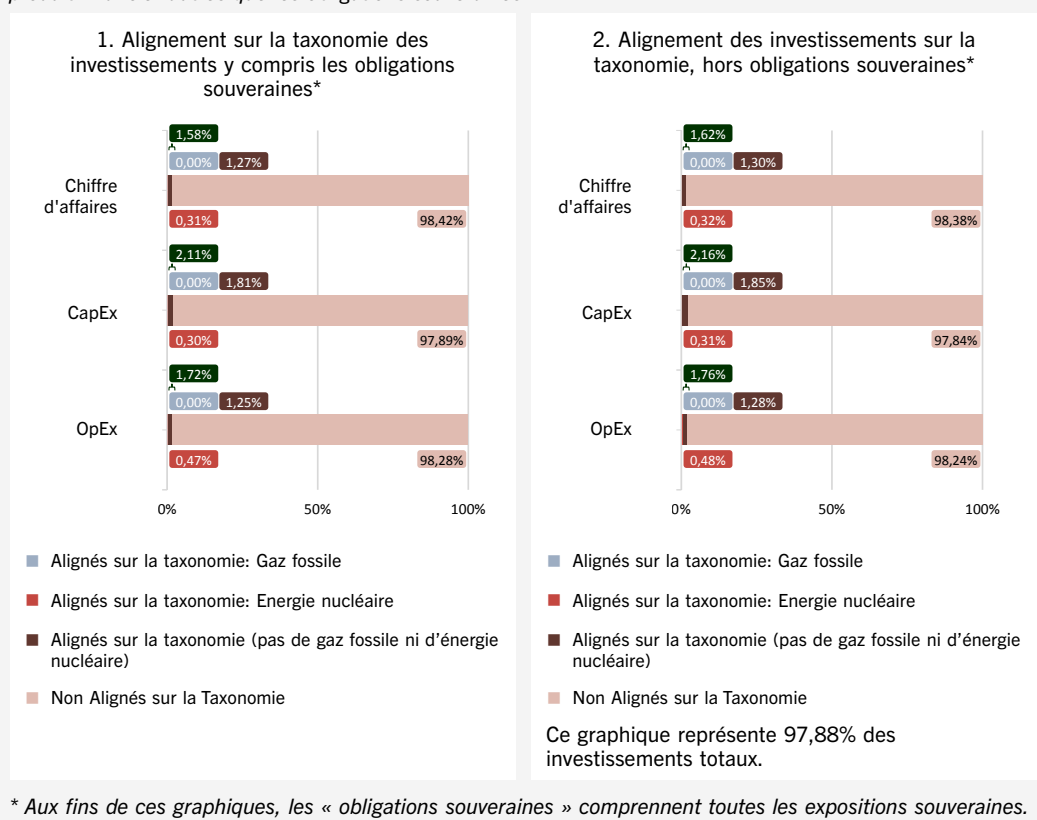 1. Alignement sur la taxonomie des
investissements y compris les obligations
souveraines*
1,58%
0,00% 1,27%
Chiffre
d'affaires
0,31% 98,42%
2,11%
0,00% 1,81%
CapEx
0,30% 97,89%
1,72%
0,00% 1,25%
OpEx
0,47% 98,28%
0% 50% 100%
Alignés sur la taxonomie: Gaz fossile
Alignés sur la taxonomie: Energie nucléaire
Alignés sur la taxonomie (pas de gaz fossile ni d’énergie
nucléaire)
Non Alignés sur la Taxonomie
2. Alignement des investissements sur la
taxonomie, hors obligations souveraines*
1,62%
0,00% 1,30%
Chiffre
d'affaires
0,32% 98,38%
2,16%
0,00% 1,85%
CapEx
0,31% 97,84%
1,76%
0,00% 1,28%
OpEx
0,48% 98,24%
0% 50% 100%
Alignés sur la taxonomie: Gaz fossile
Alignés sur la taxonomie: Energie nucléaire
Alignés sur la taxonomie (pas de gaz fossile ni d’énergie
nucléaire)
Non Alignés sur la Taxonomie
Ce graphique représente 97,88% des
investissements totaux.
* Aux fins de ces graphiques, les « obligations souveraines » comprennent toutes les expositions souveraines.